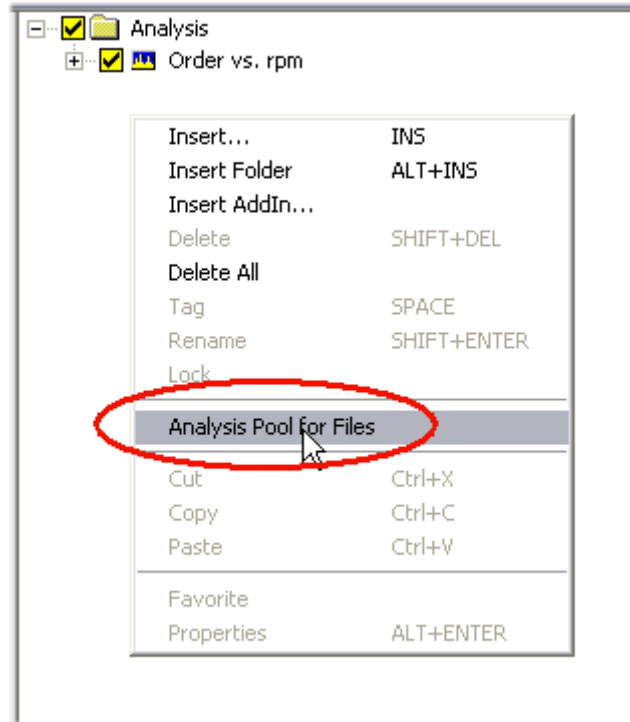 Analysis
Order vs. rpm
Insert... INS
Insert Folder ALT+INS
Insert AddIn...
Delete SHIFT+DEL
Delete All
Tag SPACE
Rename SHIFT+ENTER
Lock
Analysis Pool for Files
Cut Ctrl+X
Copy Ctrl+C
Paste Ctrl+V
Favorite
Properties ALT+ENTER